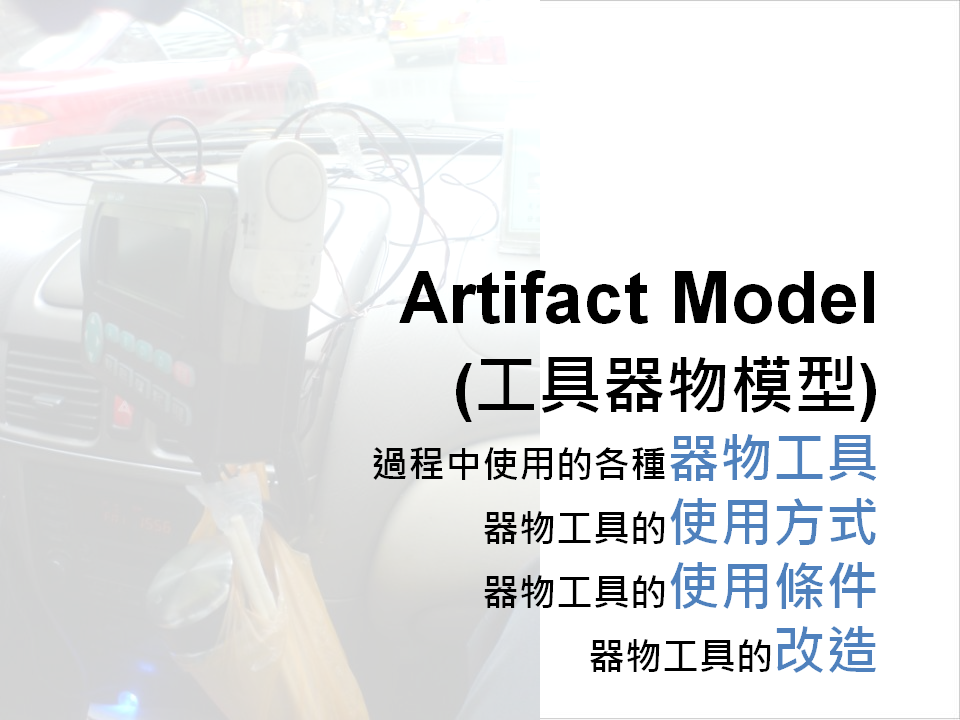 Artifact Model
(工具器物模型)
過程中使用的各種器物工具
器物工具的使用方式
器物工具的使用條件
器物工具的改造